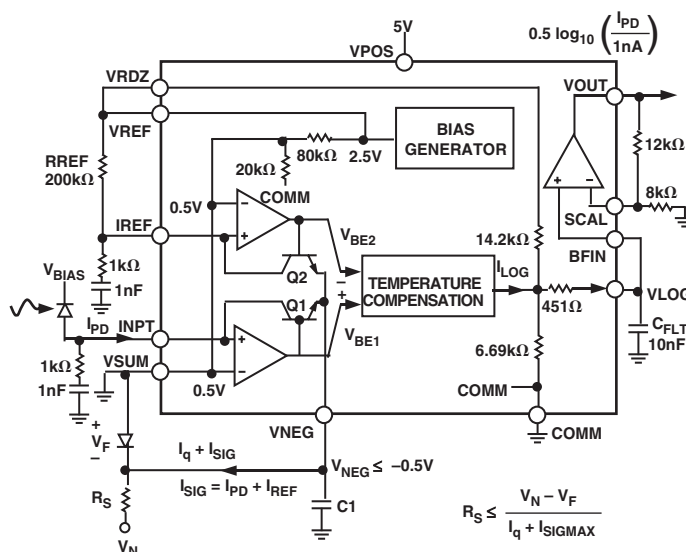 5V
0.5 log10 (IPD / 1nA)
VPOS
VRDZ
VOUT
VREF
BIAS
GENERATOR
80kΩ
2.5V
20kΩ
COMM
12kΩ
RREF
200kΩ
8kΩ
SCAL
0.5V
IREF
VBE2
BFIN
14.2kΩ
1kΩ
1nF
VBIAS
Q2
TEMPERATURE
COMPENSATION
ILOG
VLOG
Q1
451Ω
IPD
INPT
VBE1
CFLT
10nF
1kΩ
1nF
VSUM
0.5V
6.69kΩ
COMM
VNEG
COMM
+
VF
–
Iq + ISIG
VNEG ≤ –0.5V
ISIG = IPD + IREF
RS
C1
VN
RS ≤ (VN – VF) / (Iq + ISIGMAX)